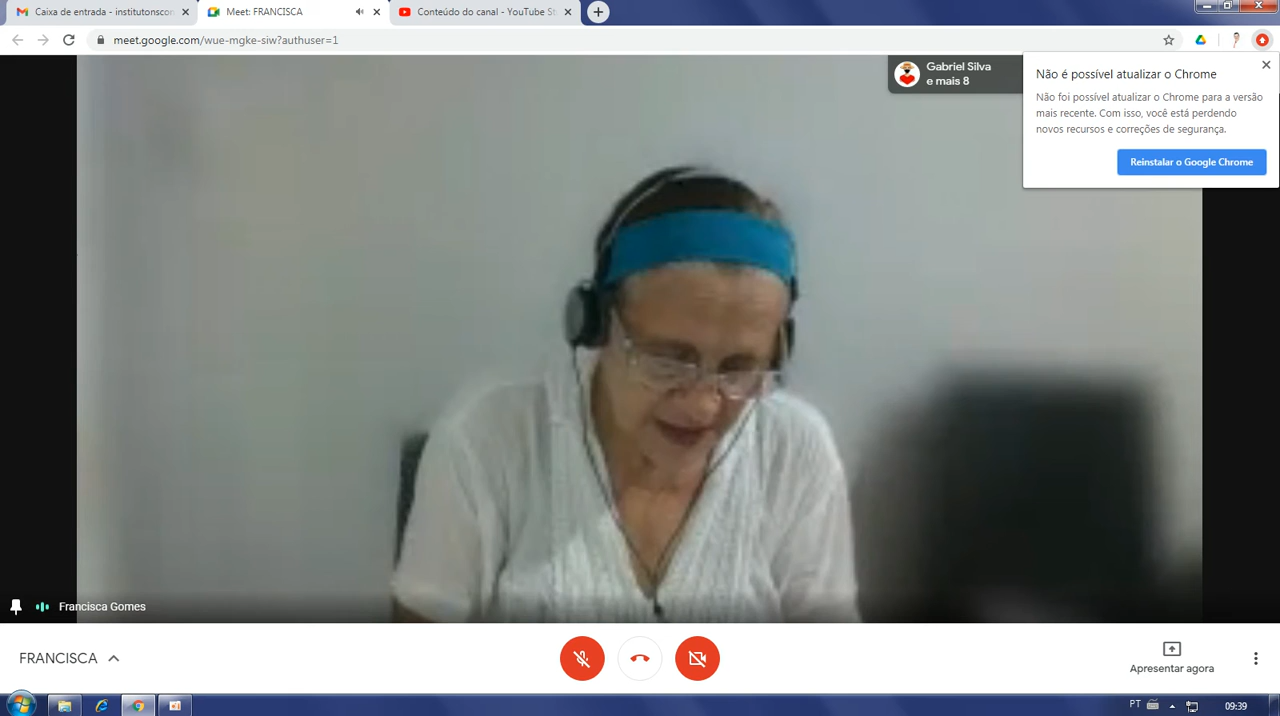 Caixa de entrada - institutonscon
Meet: FRANCISCA
Conteúdo do canal - YouTube St
meet.google.com/wue-mgke-siw?authuser=1
Gabriel Silva
e mais 8
Não é possível atualizar o Chrome
Não foi possível atualizar o Chrome para a versão
mais recente. Com isso, você está perdendo
novos recursos e correções de segurança.
Reinstalar o Google Chrome
Francisca Gomes
FRANCISCA
Apresentar agora
PT
09:39